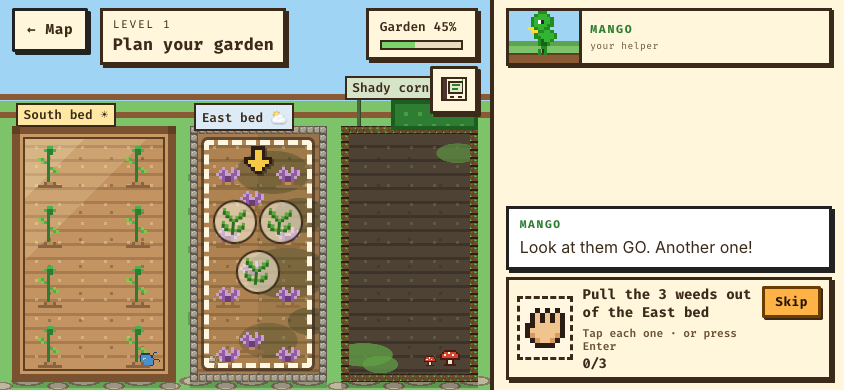 ← Map
LEVEL 1
Plan your garden
Garden 45%
South bed ☀
East bed ⛅
Shady corn
MANGO
your helper
MANGO
Look at them GO. Another one!
Pull the 3 weeds out
of the East bed
Tap each one · or press
Enter
0/3
Skip